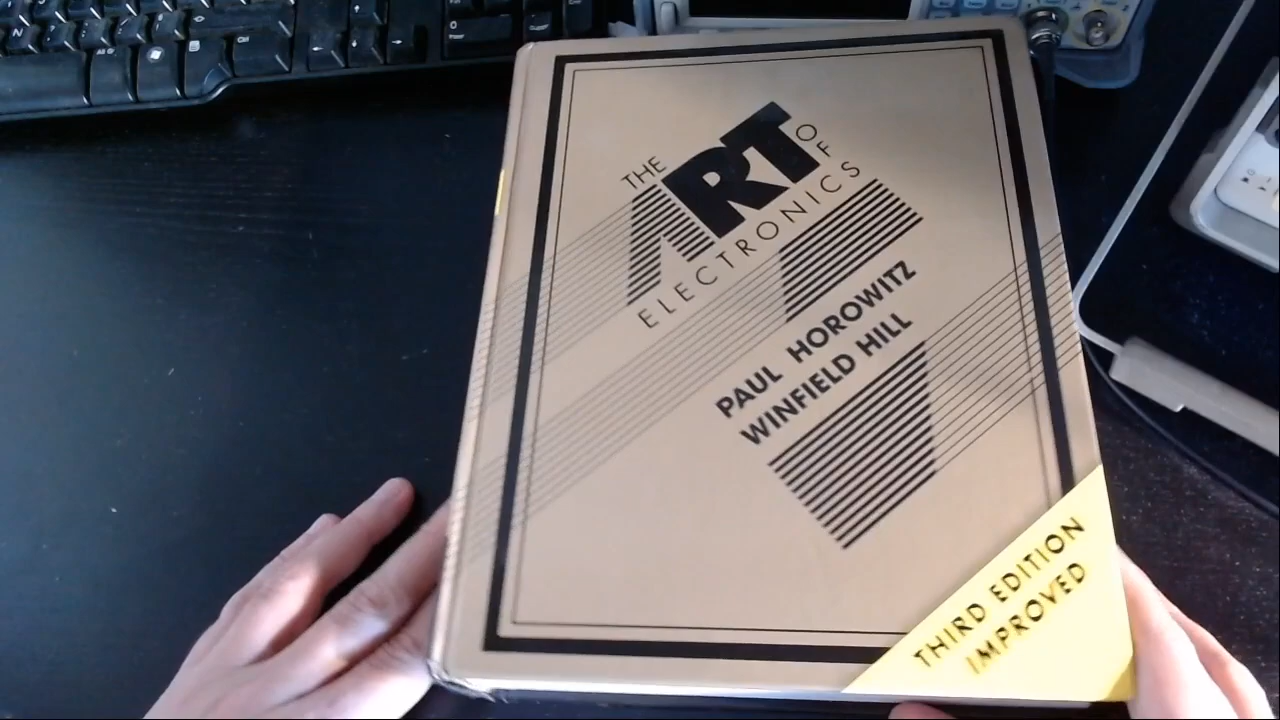 THE
ART
OF
ELECTRONICS
PAUL HOROWITZ
WINFIELD HILL
THIRD EDITION
IMPROVED